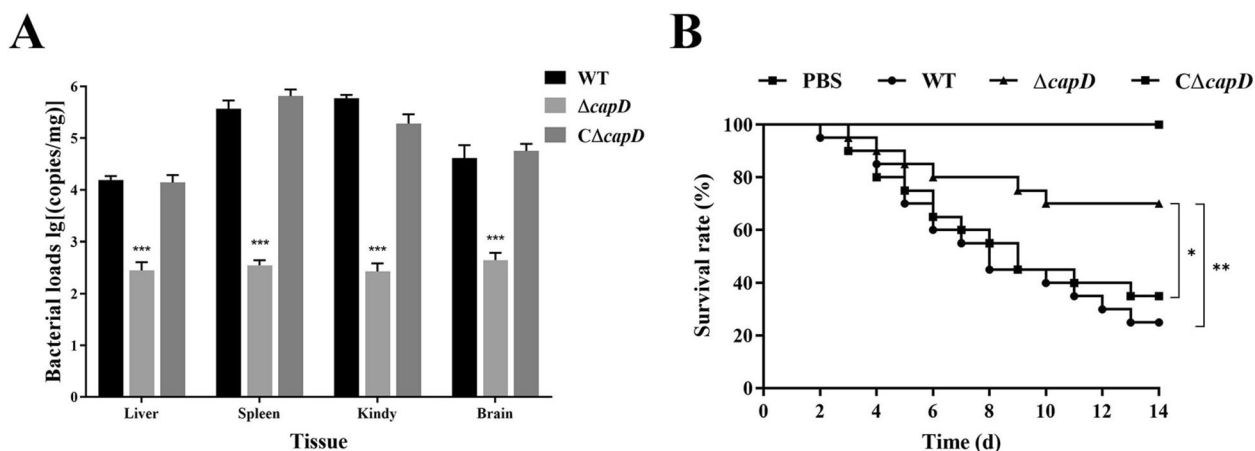 A
Bacterial loads lg[(copies/mg)]
6
5
4
3
2
1
0
WT
ΔcapD
CΔcapD
***
***
***
***
Liver Spleen Kindy Brain
Tissue
B
PBS WT ΔcapD CΔcapD
Survival rate (%)
100
80
60
40
20
0
*
**
0 2 4 6 8 10 12 14
Time (d)